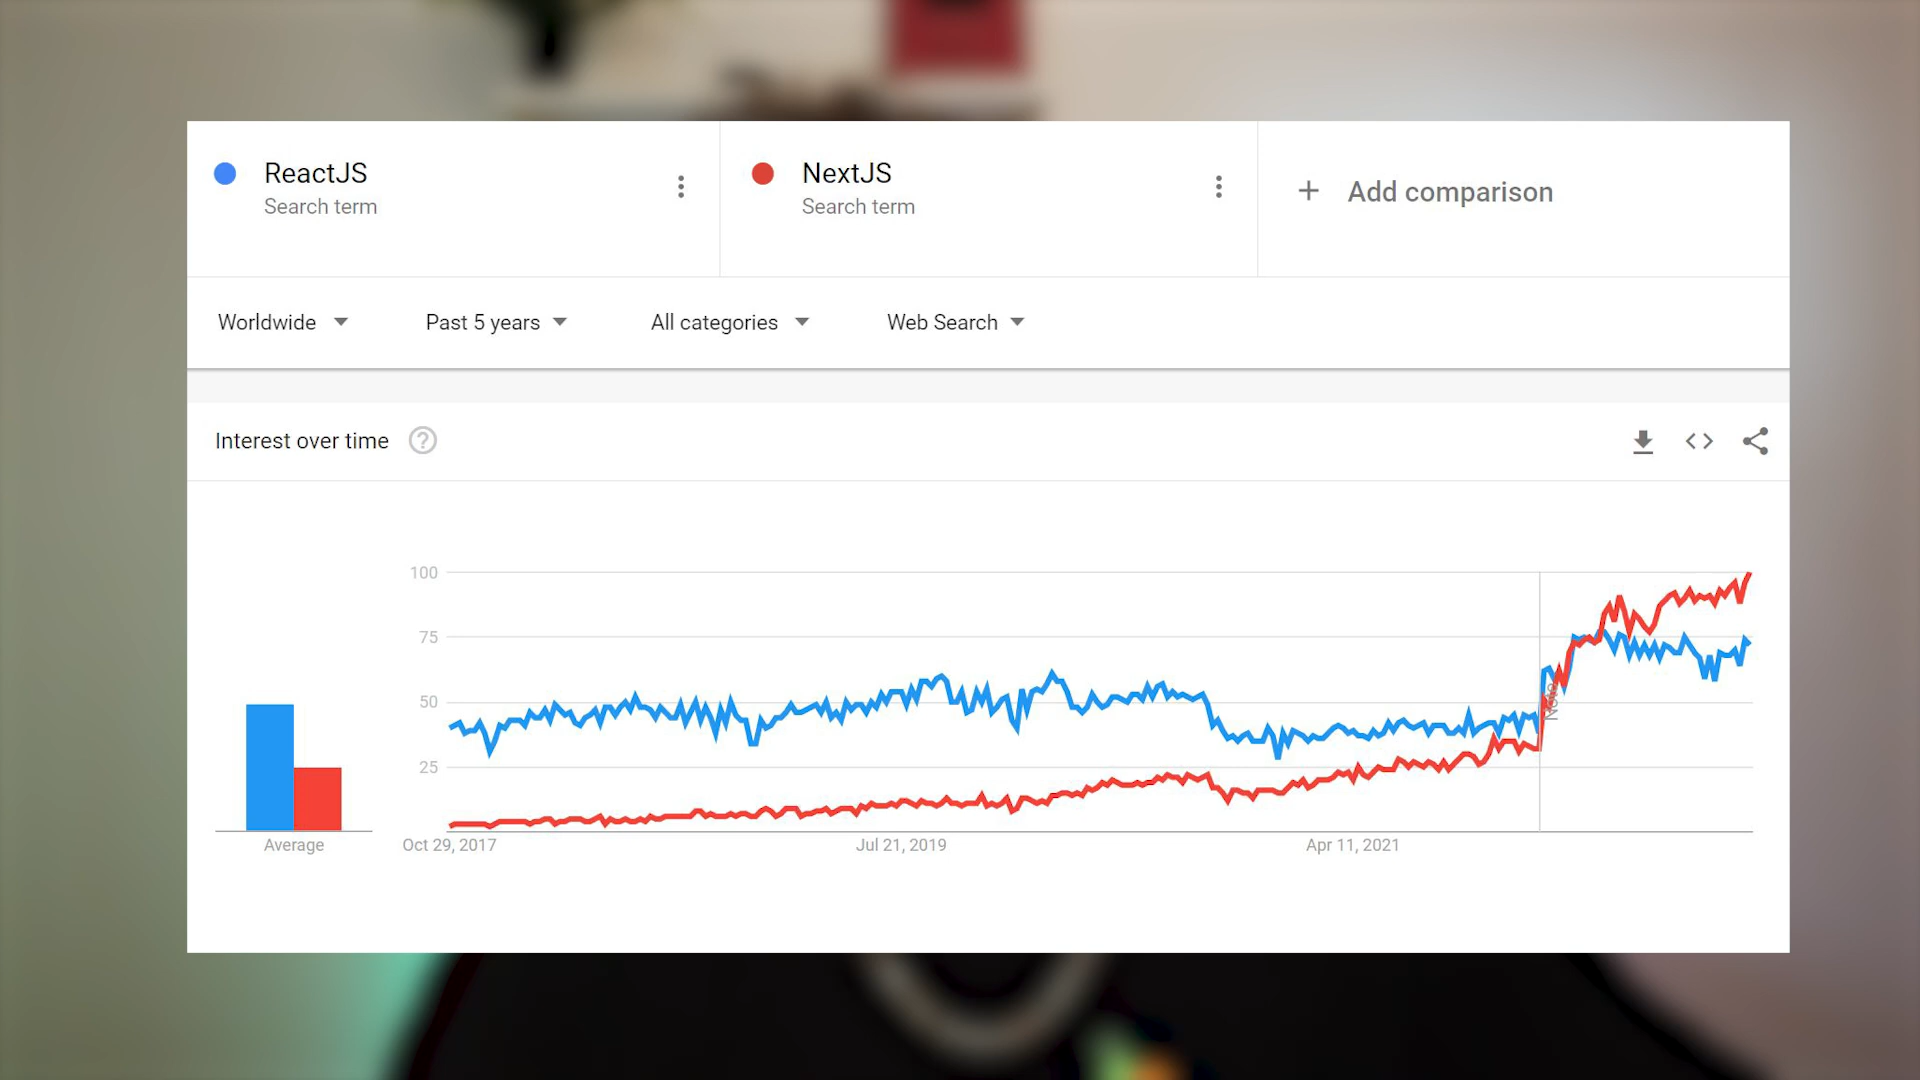 ReactJS
Search term
NextJS
Search term
+ Add comparison
Worldwide
Past 5 years
All categories
Web Search
Interest over time
?
100
75
50
25
Note
Average
Oct 29, 2017
Jul 21, 2019
Apr 11, 2021